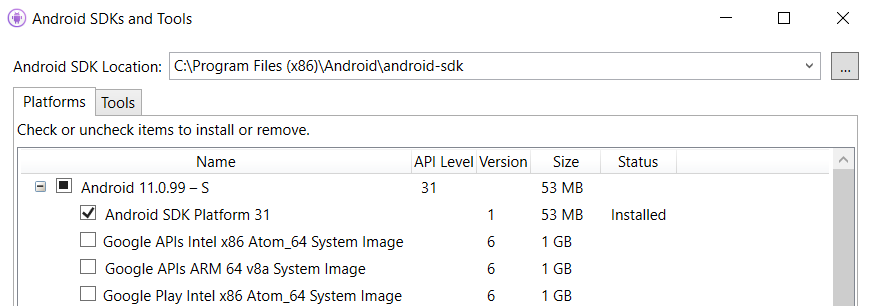 Android SDKs and Tools
Android SDK Location: C:\Program Files (x86)\Android\android-sdk ...
Platforms Tools
Check or uncheck items to install or remove.
Name API Level Version Size Status
Android 11.0.99 – S 31 53 MB
Android SDK Platform 31 1 53 MB Installed
Google APIs Intel x86 Atom_64 System Image 6 1 GB
Google APIs ARM 64 v8a System Image 6 1 GB
Google Play Intel x86 Atom_64 System Image 6 1 GB